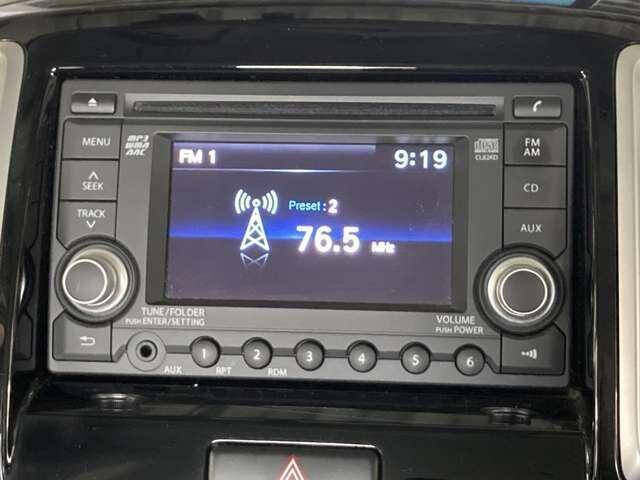 MENU
MP3
WMA
AAC
FM 1
9:19
CLK2KD
FM
AM
SEEK
Preset : 2
CD
TRACK
76.5 MHz
AUX
TUNE/FOLDER
PUSH ENTER/SETTING
VOLUME
PUSH POWER
1 2 3 4 5 6
AUX RPT RDM